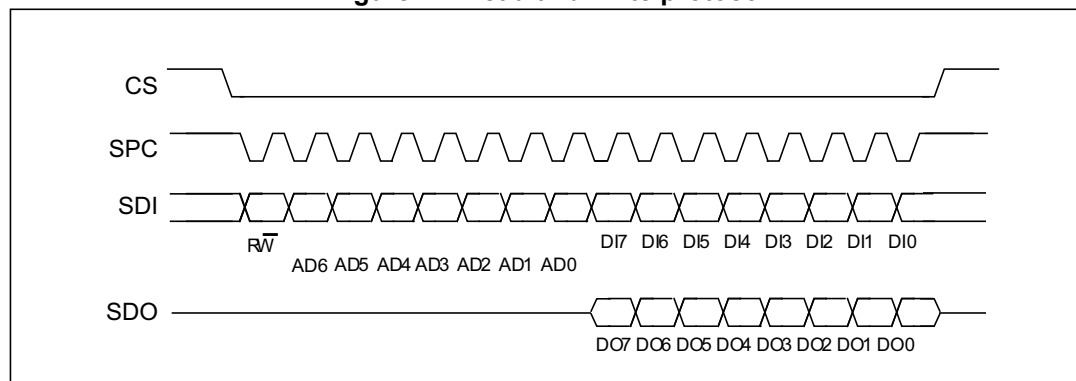 CS
SPC
SDI
RW
DI7 DI6 DI5 DI4 DI3 DI2 DI1 DI0
AD6 AD5 AD4 AD3 AD2 AD1 AD0
SDO
DO7 DO6 DO5 DO4 DO3 DO2 DO1 DO0